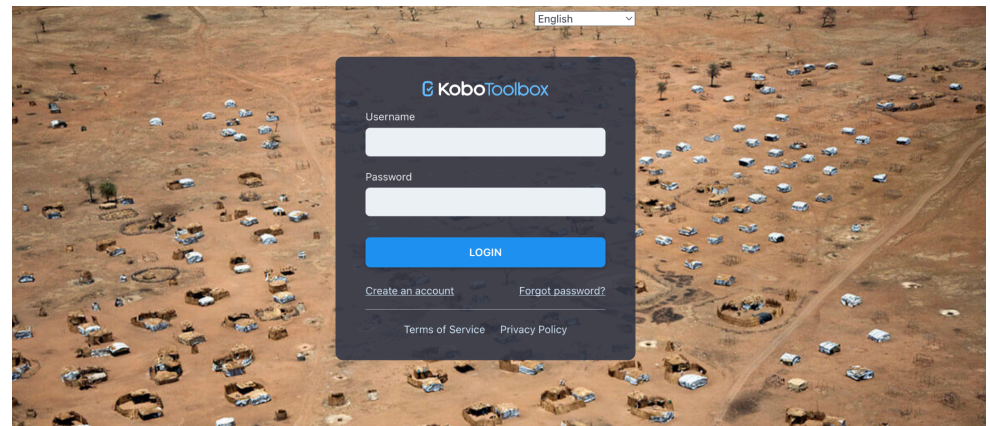 English
KoboToolbox
Username
Password
LOGIN
Create an account Forgot password?
Terms of Service Privacy Policy